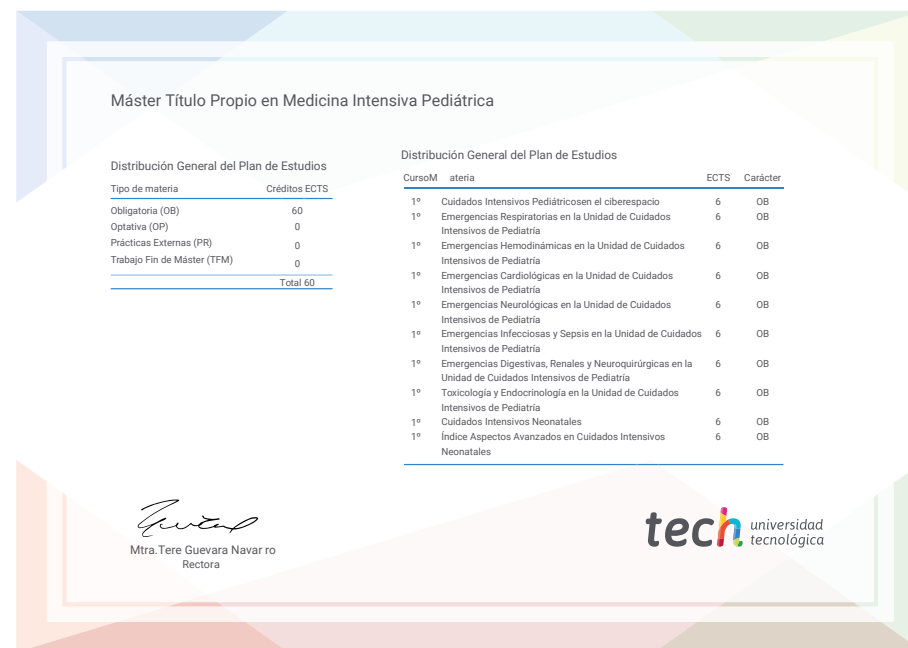 Máster Título Propio en Medicina Intensiva Pediátrica
Distribución General del Plan de Estudios
Tipo de materia Créditos ECTS
Obligatoria (OB) 60
Optativa (OP) 0
Prácticas Externas (PR) 0
Trabajo Fin de Máster (TFM) 0
Total 60
Distribución General del Plan de Estudios
CursoM ateria ECTS Carácter
1º Cuidados Intensivos Pediátricosen el ciberespacio 6 OB
1º Emergencias Respiratorias en la Unidad de Cuidados 6 OB
Intensivos de Pediatría
1º Emergencias Hemodinámicas en la Unidad de Cuidados 6 OB
Intensivos de Pediatría
1º Emergencias Cardiológicas en la Unidad de Cuidados 6 OB
Intensivos de Pediatría
1º Emergencias Neurológicas en la Unidad de Cuidados 6 OB
Intensivos de Pediatría
1º Emergencias Infecciosas y Sepsis en la Unidad de Cuidados 6 OB
Intensivos de Pediatría
1º Emergencias Digestivas, Renales y Neuroquirúrgicas en la 6 OB
Unidad de Cuidados Intensivos de Pediatría
1º Toxicología y Endocrinología en la Unidad de Cuidados 6 OB
Intensivos de Pediatría
1º Cuidados Intensivos Neonatales 6 OB
1º Índice Aspectos Avanzados en Cuidados Intensivos 6 OB
Neonatales
Mtra.Tere Guevara Navar ro
Rectora
tech universidad
tecnológica